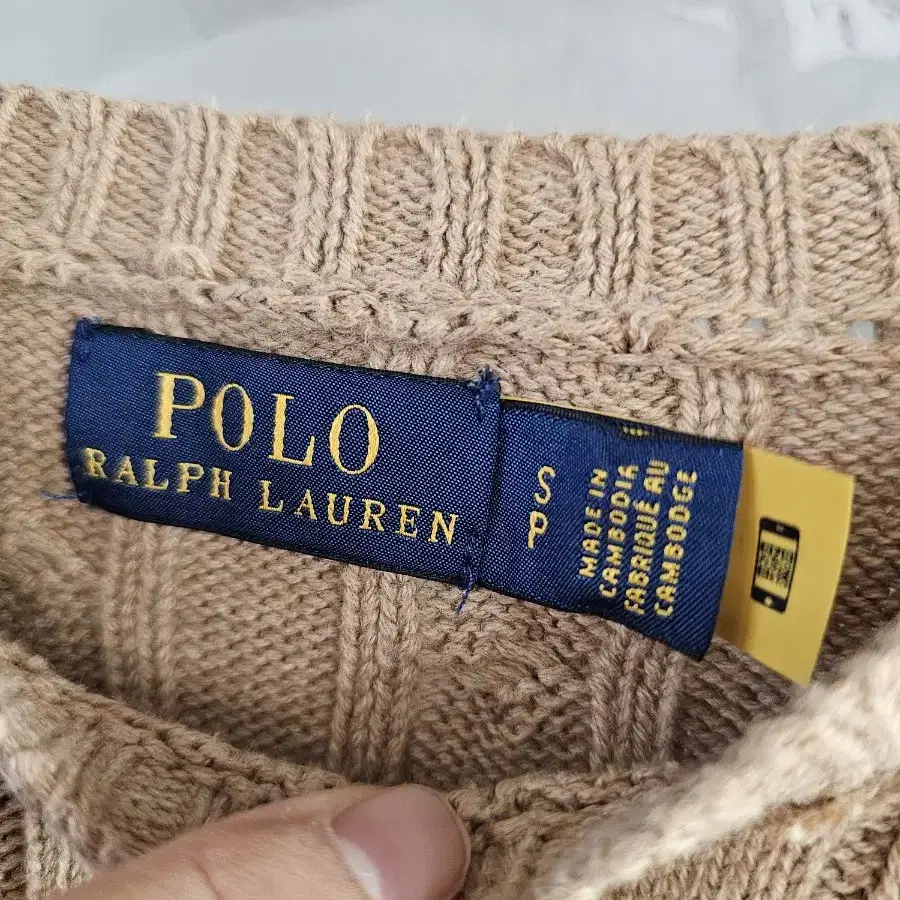 POLO
RALPH LAUREN
S
P
MADE IN
CAMBODIA
FABRIQUÉ AU
CAMBODGE